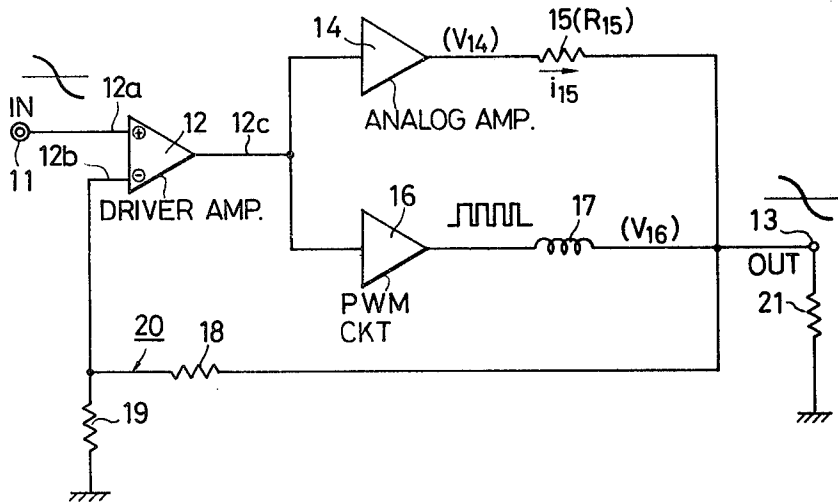 14
(V14)
15(R15)
i15
ANALOG AMP.
IN
12a
12
12c
11
12b
⊕
⊖
DRIVER AMP.
16
17
(V16)
13
OUT
PWM
CKT
21
20
18
19